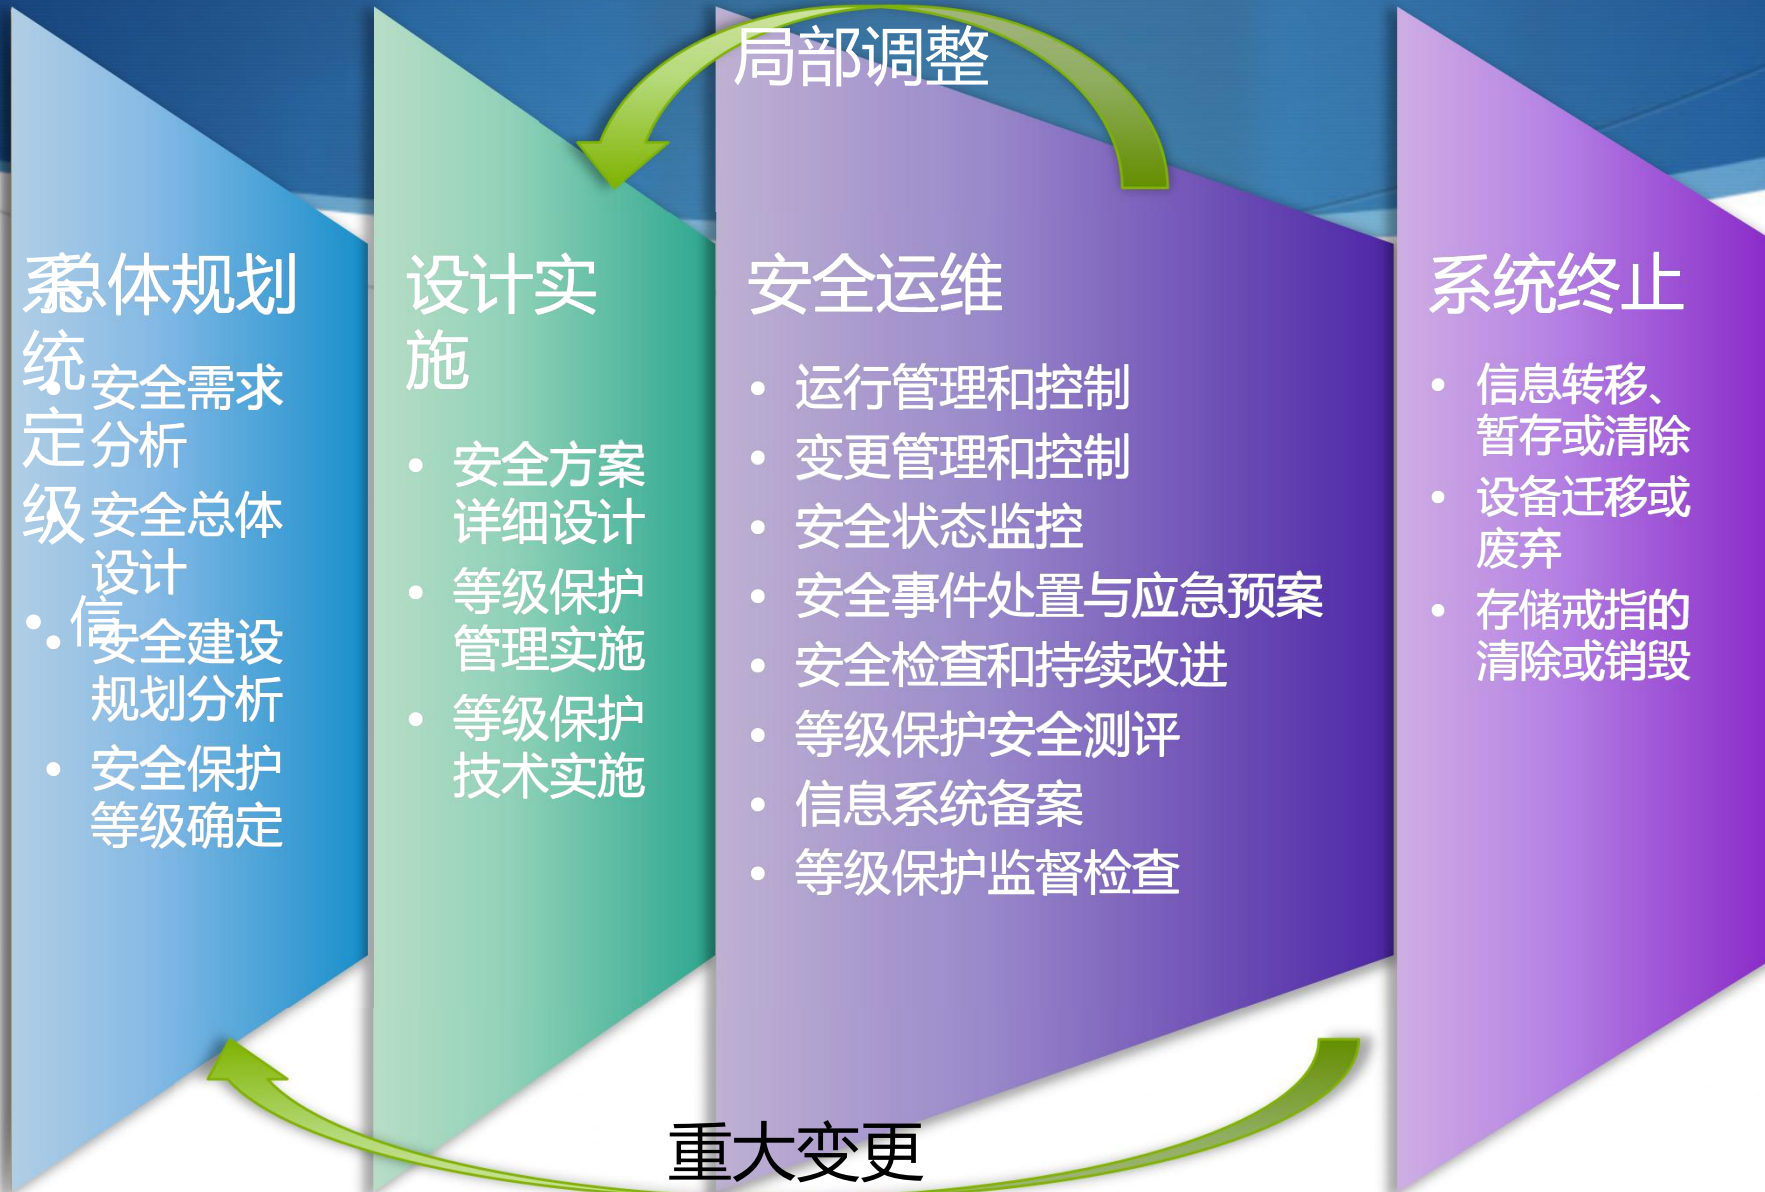 局部调整
系统定级
• 信
总体规划
• 安全需求
分析
• 安全总体
设计
• 安全建设
规划分析
• 安全保护
等级确定
设计实
施
• 安全方案
详细设计
• 等级保护
管理实施
• 等级保护
技术实施
安全运维
• 运行管理和控制
• 变更管理和控制
• 安全状态监控
• 安全事件处置与应急预案
• 安全检查和持续改进
• 等级保护安全测评
• 信息系统备案
• 等级保护监督检查
系统终止
• 信息转移、
暂存或清除
• 设备迁移或
废弃
• 存储戒指的
清除或销毁
重大变更